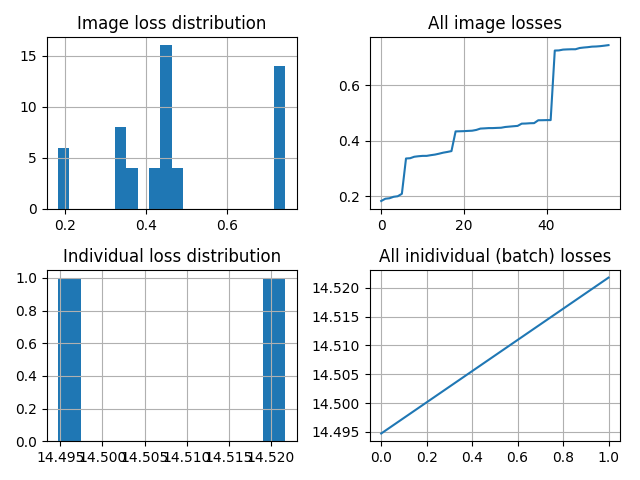 Image loss distribution
All image losses
15
10
5
0
0.2 0.4 0.6
0.6
0.4
0.2
0 20 40
Individual loss distribution
All inidividual (batch) losses
1.0
0.8
0.6
0.4
0.2
0.0
14.495 14.500 14.505 14.510 14.515 14.520
14.520
14.515
14.510
14.505
14.500
14.495
0.0 0.2 0.4 0.6 0.8 1.0